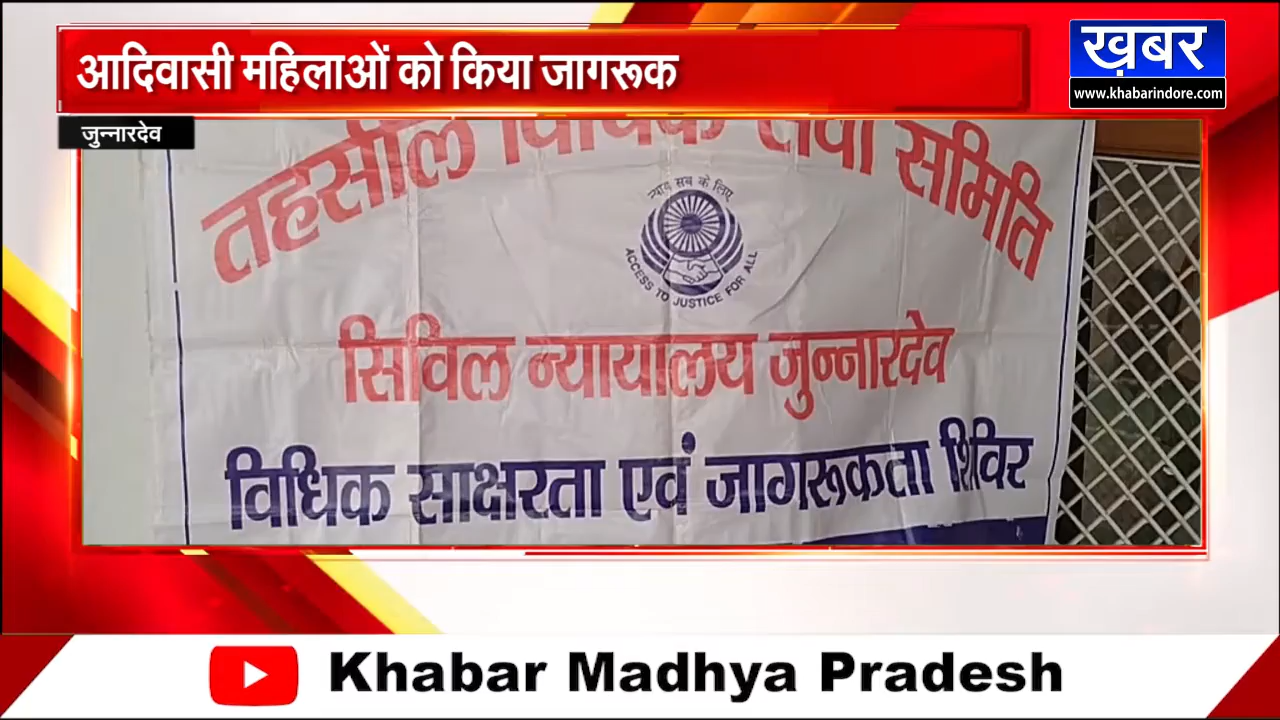 आदिवासी महिलाओं को किया जागरूक
ख़बर
www.khabarindore.com
जुन्नारदेव
तहसील विधिक सेवा समिति
न्याय सब के लिए
ACCESS TO JUSTICE FOR ALL
सिविल न्यायालय जुन्नारदेव
विधिक साक्षरता एवं जागरूकता शिविर
Khabar Madhya Pradesh